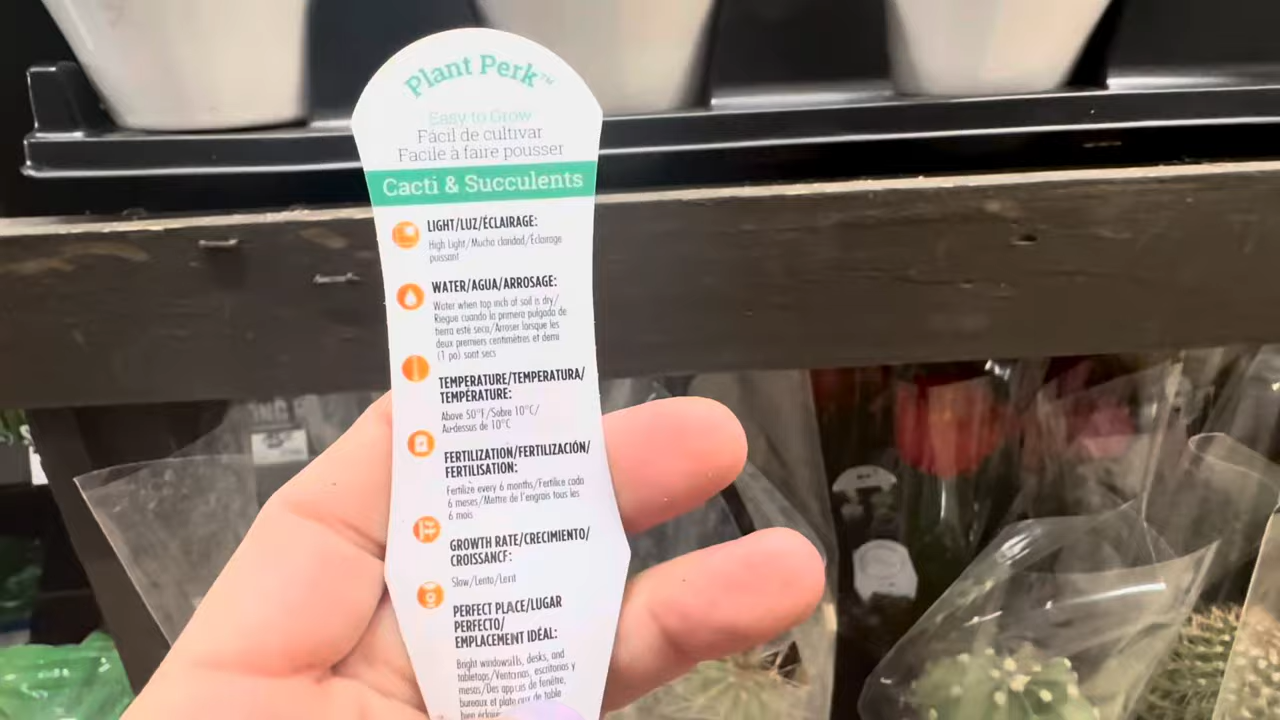 Plant Perk™
Easy to Grow
Fácil de cultivar
Facile à faire pousser
Cacti & Succulents
LIGHT/LUZ/ÉCLAIRAGE:
High Light/Mucha claridad/Éclairage
puissant
WATER/AGUA/ARROSAGE:
Water when top inch of soil is dry/
Riegue cuando la primera pulgada de
tierra esté seca/Arroser lorsque les
deux premiers centimètres et demi
(1 po) sont secs
TEMPERATURE/TEMPERATURA/
TEMPÉRATURE:
Above 50°F/Sobre 10°C/
Au-dessus de 10°C
FERTILIZATION/FERTILIZACIÓN/
FERTILISATION:
Fertilize every 6 months/Fertilice cada
6 meses/Mettre de l'engrais tous les
6 mois
GROWTH RATE/CRECIMIENTO/
CROISSANCE:
Slow/Lento/Lent
PERFECT PLACE/LUGAR
PERFECTO/
EMPLACEMENT IDÉAL:
Bright windowsills, desks, and
tabletops/Ventanas, escritorios y
mesas/Des appuis de fenêtre,
bureaux et plateaux de table
bien